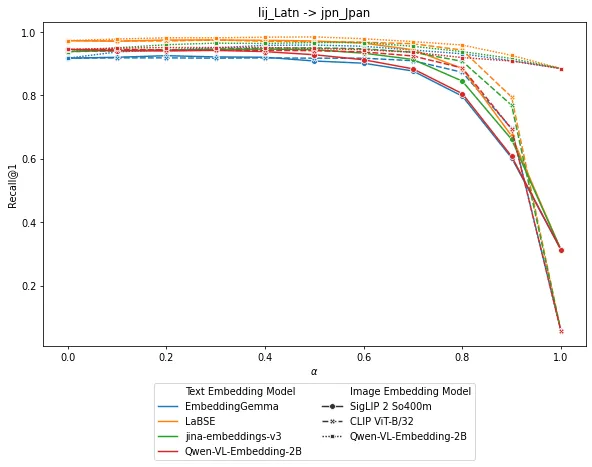 lij_Latn -> jpn_Jpan
1.0
0.8
0.6
0.4
0.2
Recall@1
0.0 0.2 0.4 0.6 0.8 1.0
α
Text Embedding Model Image Embedding Model
EmbeddingGemma SigLIP 2 So400m
LaBSE CLIP ViT-B/32
jina-embeddings-v3 Qwen-VL-Embedding-2B
Qwen-VL-Embedding-2B